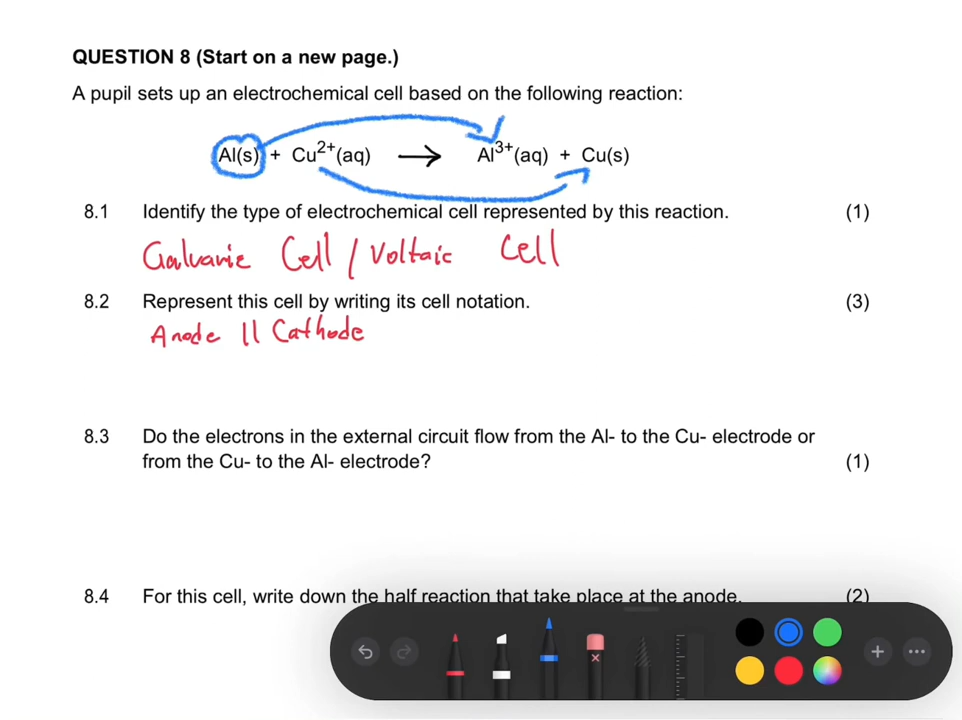 QUESTION 8 (Start on a new page.)
A pupil sets up an electrochemical cell based on the following reaction:
Al(s) + Cu²⁺(aq) → Al³⁺(aq) + Cu(s)
8.1 Identify the type of electrochemical cell represented by this reaction. (1)
Galvanic Cell / Voltaic Cell
8.2 Represent this cell by writing its cell notation. (3)
Anode || Cathode
8.3 Do the electrons in the external circuit flow from the Al- to the Cu- electrode or
from the Cu- to the Al- electrode? (1)
8.4 For this cell, write down the half reaction that take place at the anode. (2)